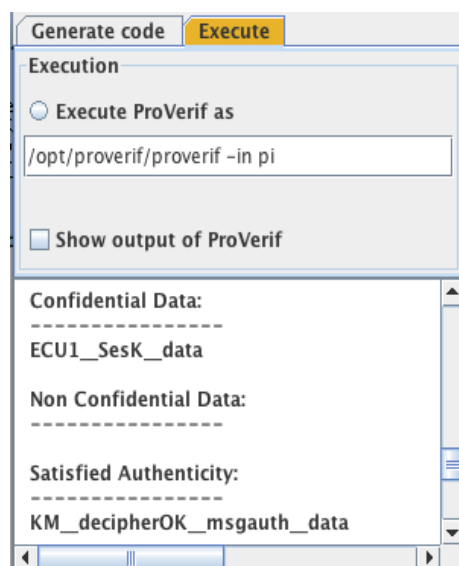 Generate code Execute
Execution
Execute ProVerif as
/opt/proverif/proverif -in pi
Show output of ProVerif
Confidential Data:
----------------
ECU1__SesK__data
Non Confidential Data:
----------------
Satisfied Authenticity:
----------------
KM__decipherOK__msgauth__data